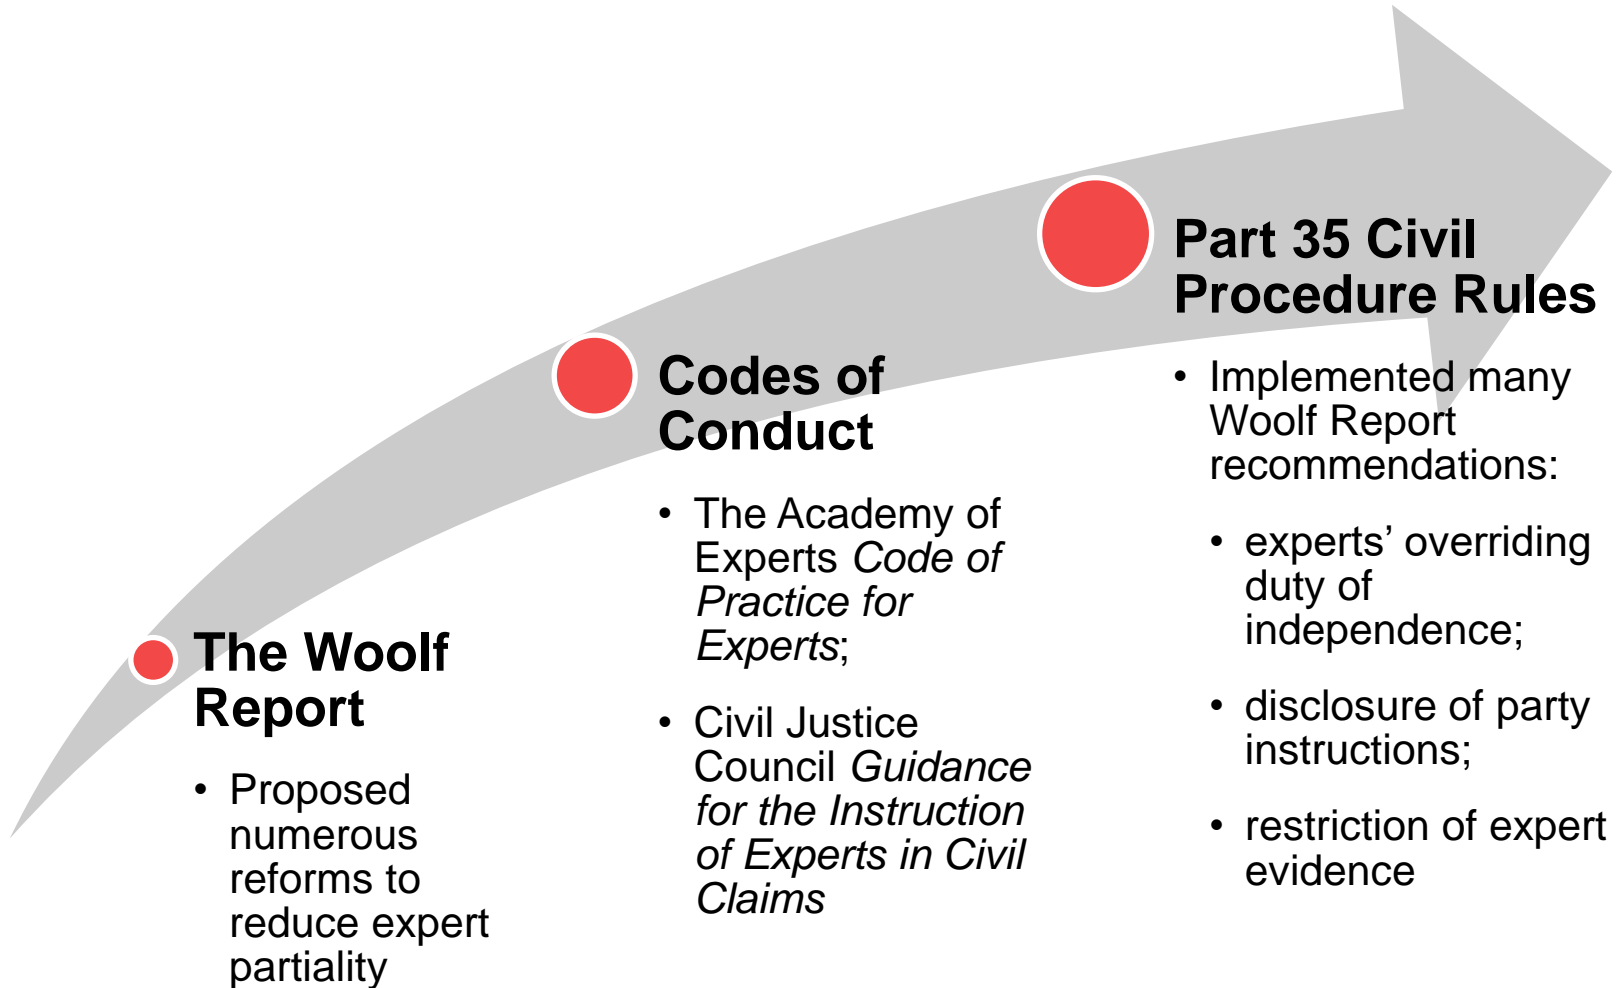 The Woolf
Report
• Proposed
numerous
reforms to
reduce expert
partiality
Codes of
Conduct
• The Academy of
Experts Code of
Practice for
Experts;
• Civil Justice
Council Guidance
for the Instruction
of Experts in Civil
Claims
Part 35 Civil
Procedure Rules
• Implemented many
Woolf Report
recommendations:
• experts’ overriding
duty of
independence;
• disclosure of party
instructions;
• restriction of expert
evidence